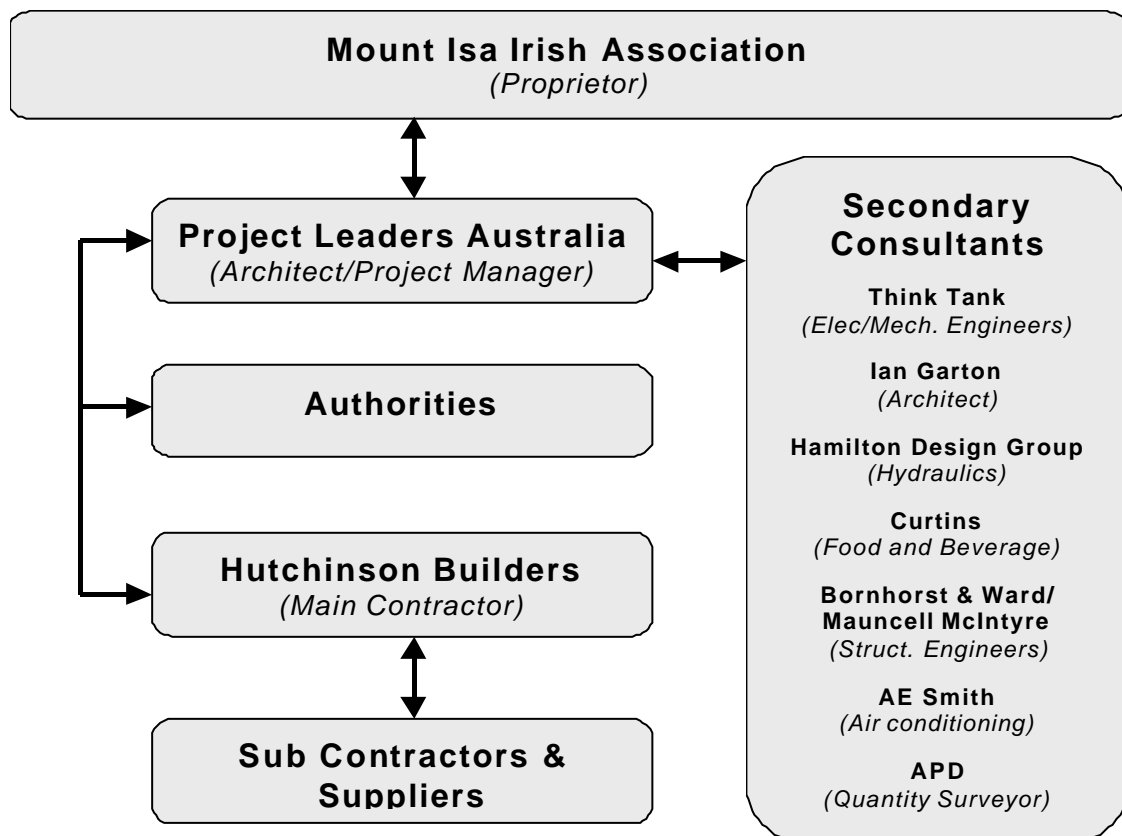 Mount Isa Irish Association
(Proprietor)
Project Leaders Australia
(Architect/Project Manager)
Authorities
Hutchinson Builders
(Main Contractor)
Sub Contractors &
Suppliers
Secondary
Consultants
Think Tank
(Elec/Mech. Engineers)
Ian Garton
(Architect)
Hamilton Design Group
(Hydraulics)
Curtins
(Food and Beverage)
Bornhorst & Ward/
Mauncell McIntyre
(Struct. Engineers)
AE Smith
(Air conditioning)
APD
(Quantity Surveyor)